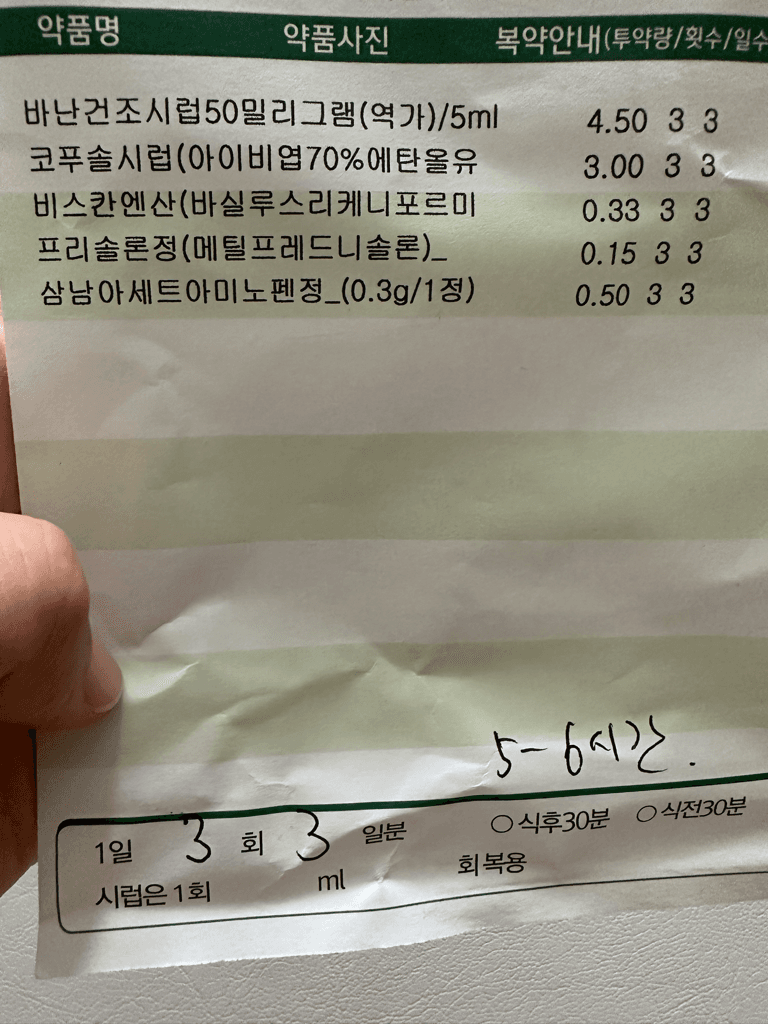 약품명 약품사진 복약안내(투약량/횟수/일수
바난건조시럽50밀리그램(역가)/5ml 4.50 3 3
코푸솔시럽(아이비엽70%에탄올유 3.00 3 3
비스칸엔산(바실루스리케니포르미 0.33 3 3
프리솔론정(메틸프레드니솔론)_ 0.15 3 3
삼남아세트아미노펜정_(0.3g/1정) 0.50 3 3
5-6시간.
1일 3 회 3 일분 ○식후30분 ○식전30분
시럽은 1회 ml 회복용